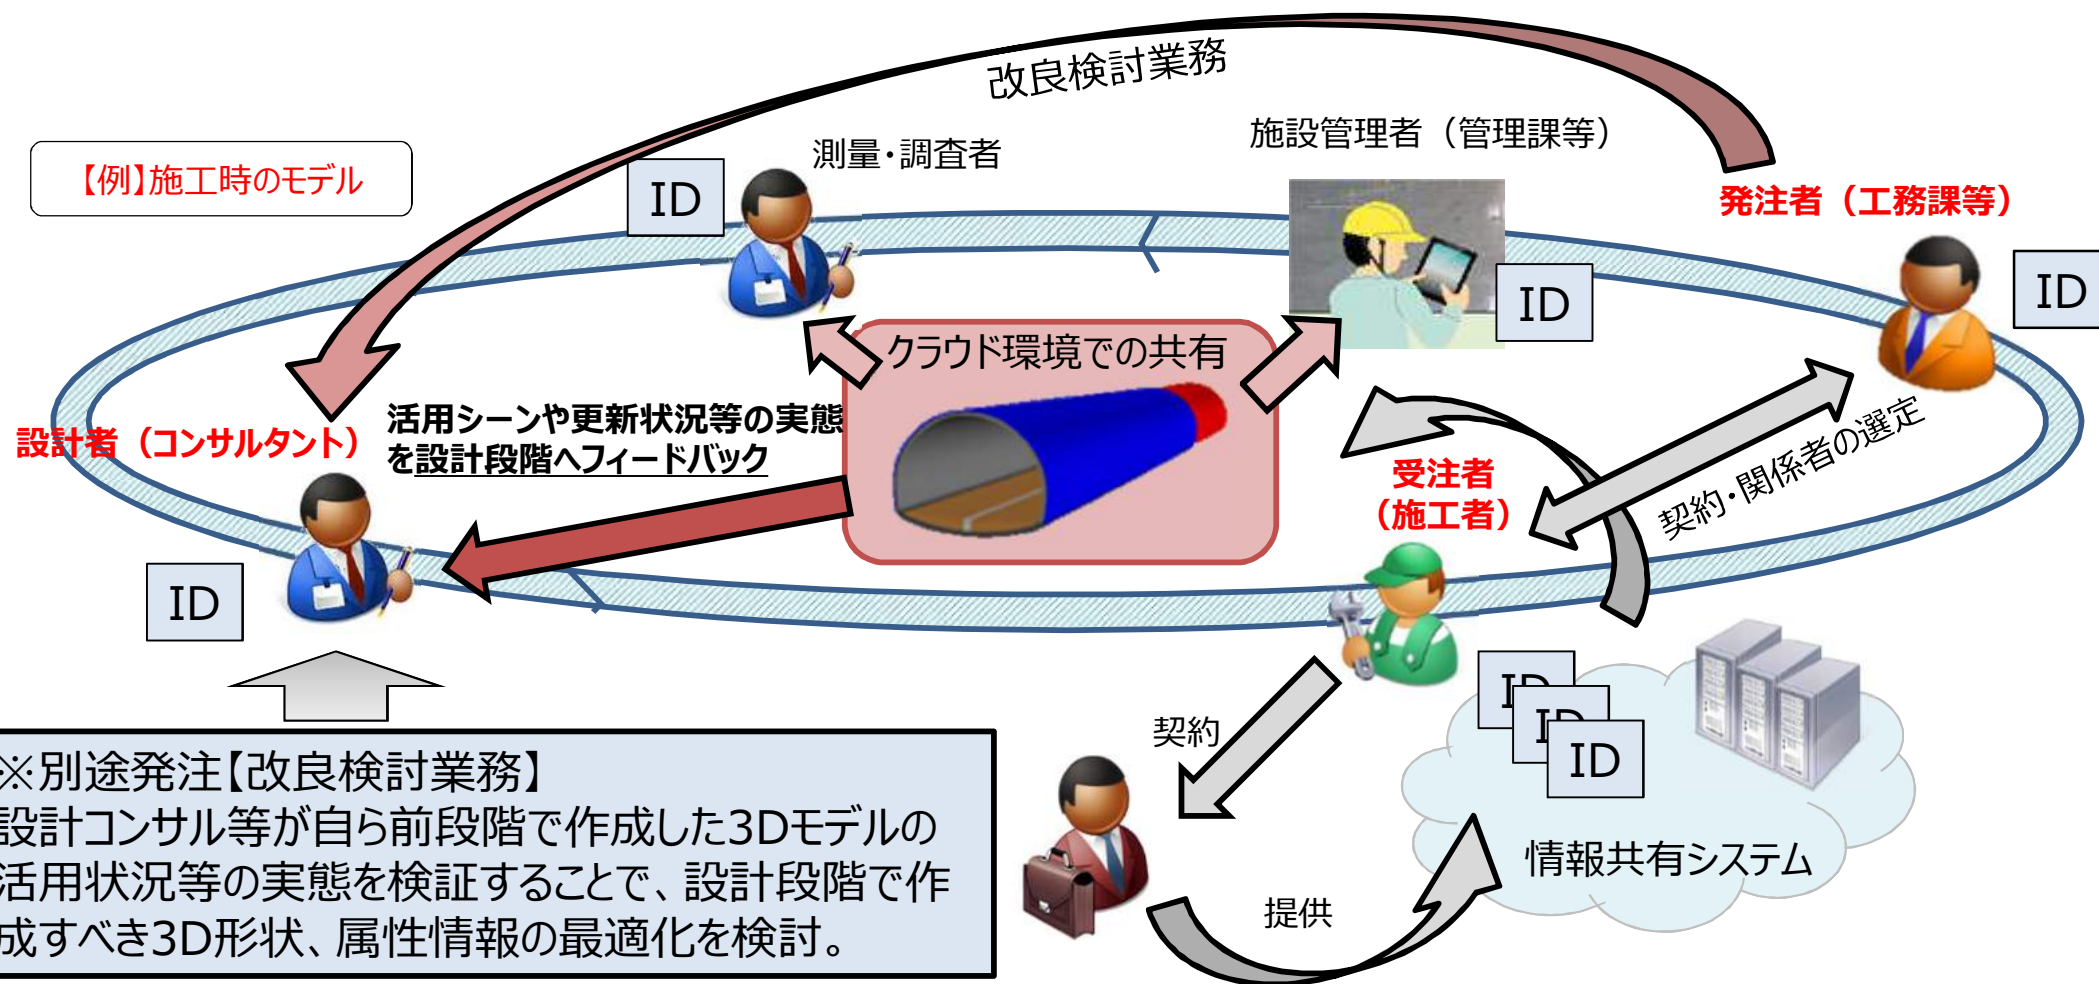 改良検討業務
【例】施工時のモデル
測量・調査者
施設管理者（管理課等）
発注者（工務課等）
ID
ID
ID
クラウド環境での共有
設計者（コンサルタント）
活用シーンや更新状況等の実態
を設計段階へフィードバック
受注者
（施工者）
契約・関係者の選定
ID
ID
ID
ID
契約
情報共有システム
提供
※別途発注【改良検討業務】
設計コンサル等が自ら前段階で作成した3Dモデルの
活用状況等の実態を検証することで、設計段階で作
成すべき3D形状、属性情報の最適化を検討。